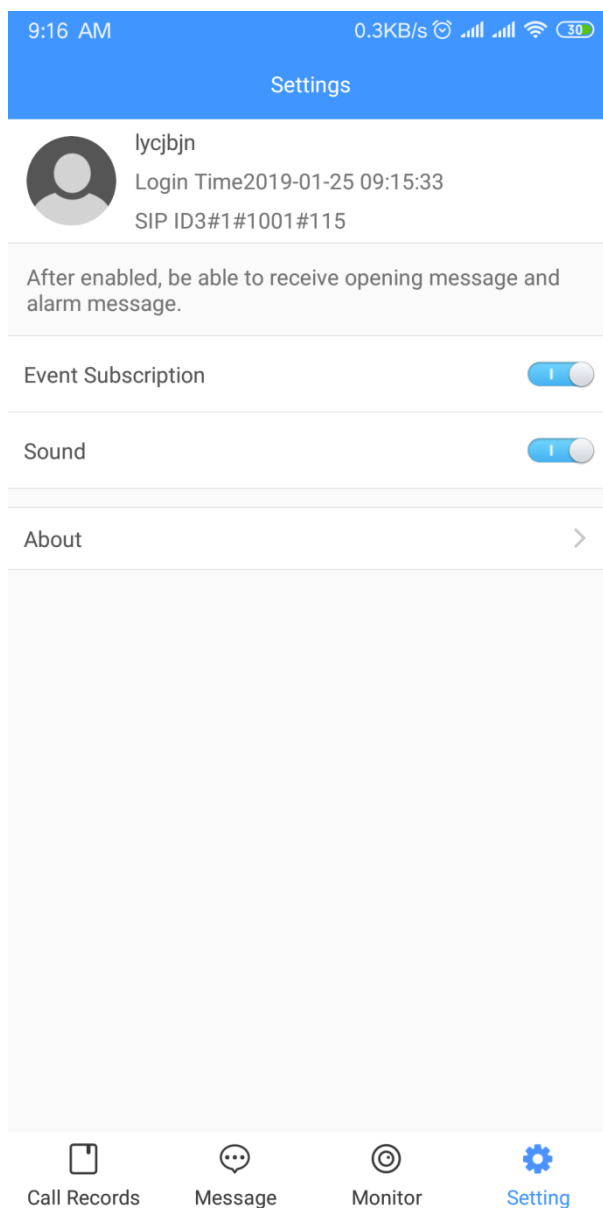 9:16 AM 0.3KB/s 30
Settings
lycjbjn
Login Time2019-01-25 09:15:33
SIP ID3#1#1001#115
After enabled, be able to receive opening message and
alarm message.
Event Subscription
Sound
About
Call Records Message Monitor Setting